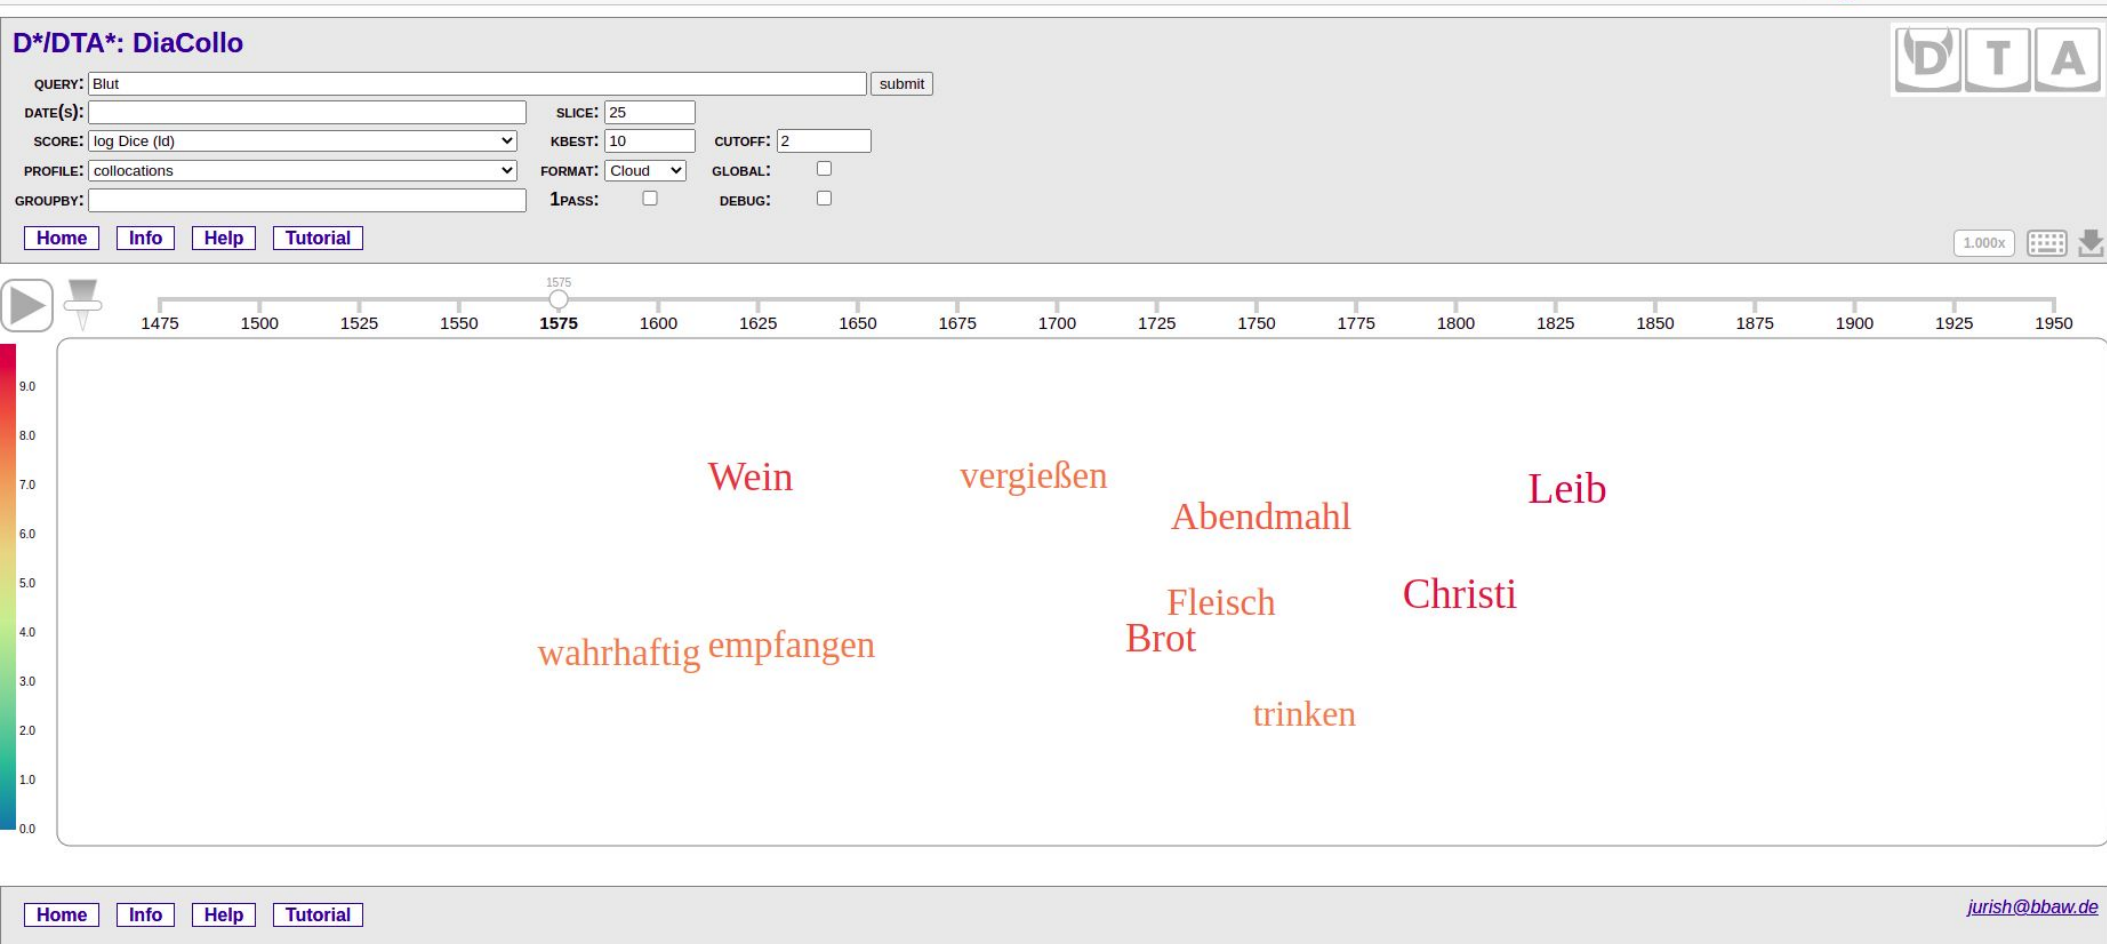 D*/DTA*: DiaCollo
D T A
QUERY: Blut submit
DATE(S): SLICE: 25
SCORE: log Dice (ld) KBEST: 10 CUTOFF: 2
PROFILE: collocations FORMAT: Cloud GLOBAL:
GROUPBY: 1PASS: DEBUG:
Home Info Help Tutorial
1.000x
1575
1475 1500 1525 1550 1575 1600 1625 1650 1675 1700 1725 1750 1775 1800 1825 1850 1875 1900 1925 1950
9.0
8.0
7.0
6.0
5.0
4.0
3.0
2.0
1.0
0.0
Wein vergießen Leib
Abendmahl
Fleisch Christi
wahrhaftig empfangen Brot
trinken
Home Info Help Tutorial
jurish@bbaw.de